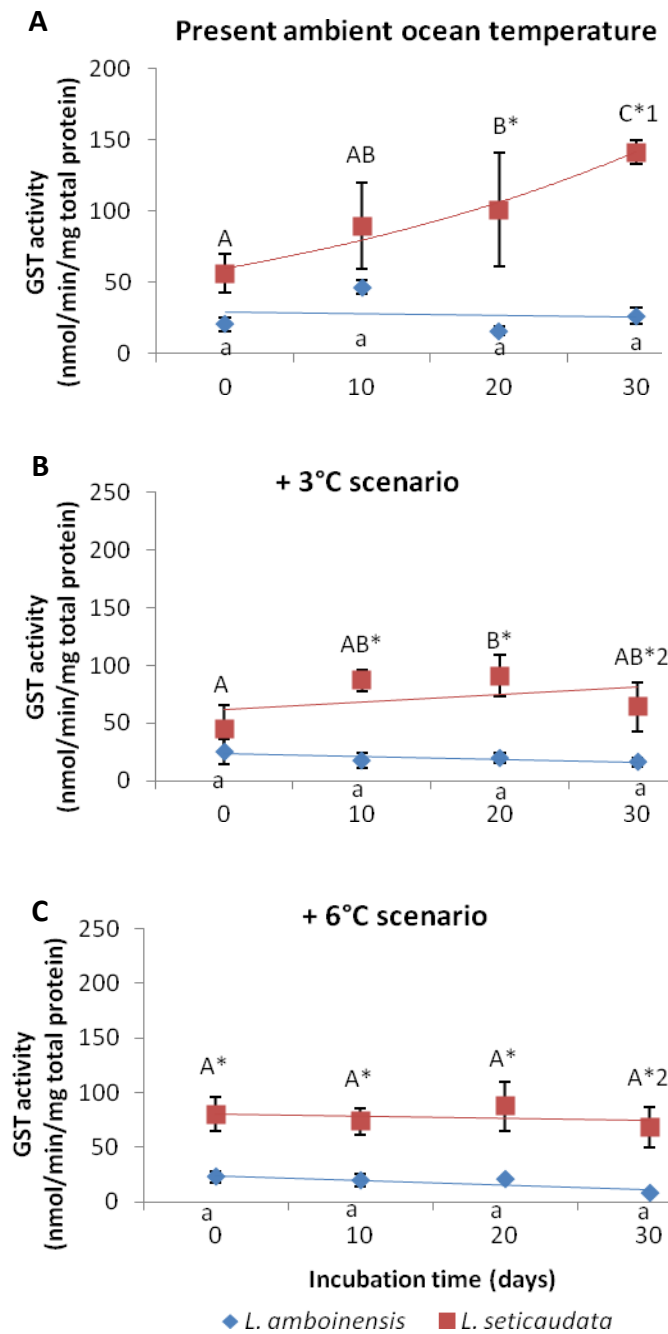 A
Present ambient ocean temperature
GST activity
(nmol/min/mg total protein)
200
150
100
50
0
A
AB
B*
C*1
a
a
a
a
0
10
20
30
B
+ 3°C scenario
GST activity
(nmol/min/mg total protein)
250
200
150
100
50
0
A
AB*
B*
AB*2
a
a
a
a
0
10
20
30
C
+ 6°C scenario
GST activity
(nmol/min/mg total protein)
250
200
150
100
50
0
A*
A*
A*
A*2
a
a
a
a
0
10
20
30
Incubation time (days)
L. amboinensis
L. seticaudata